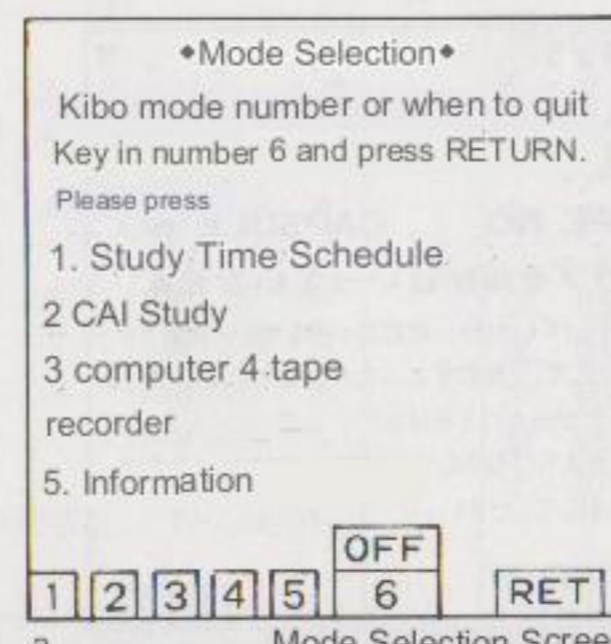 ◆Mode Selection◆
Kibo mode number or when to quit
Key in number 6 and press RETURN.
Please press
1. Study Time Schedule
2 CAI Study
3 computer 4 tape
recorder
5. Information
OFF
1 2 3 4 5 6 RET
Mode Selection